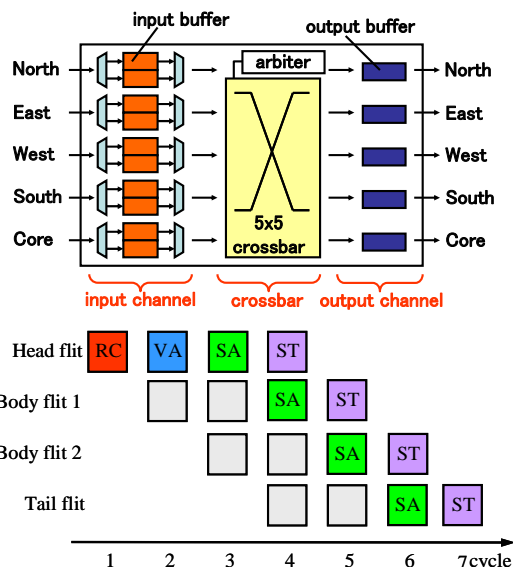 input buffer
output buffer
arbiter
North
North
East
East
West
West
South
South
5x5
crossbar
Core
Core
input channel
crossbar
output channel
Head flit RC VA SA ST
Body flit 1 SA ST
Body flit 2 SA ST
Tail flit SA ST
1 2 3 4 5 6 7 cycle